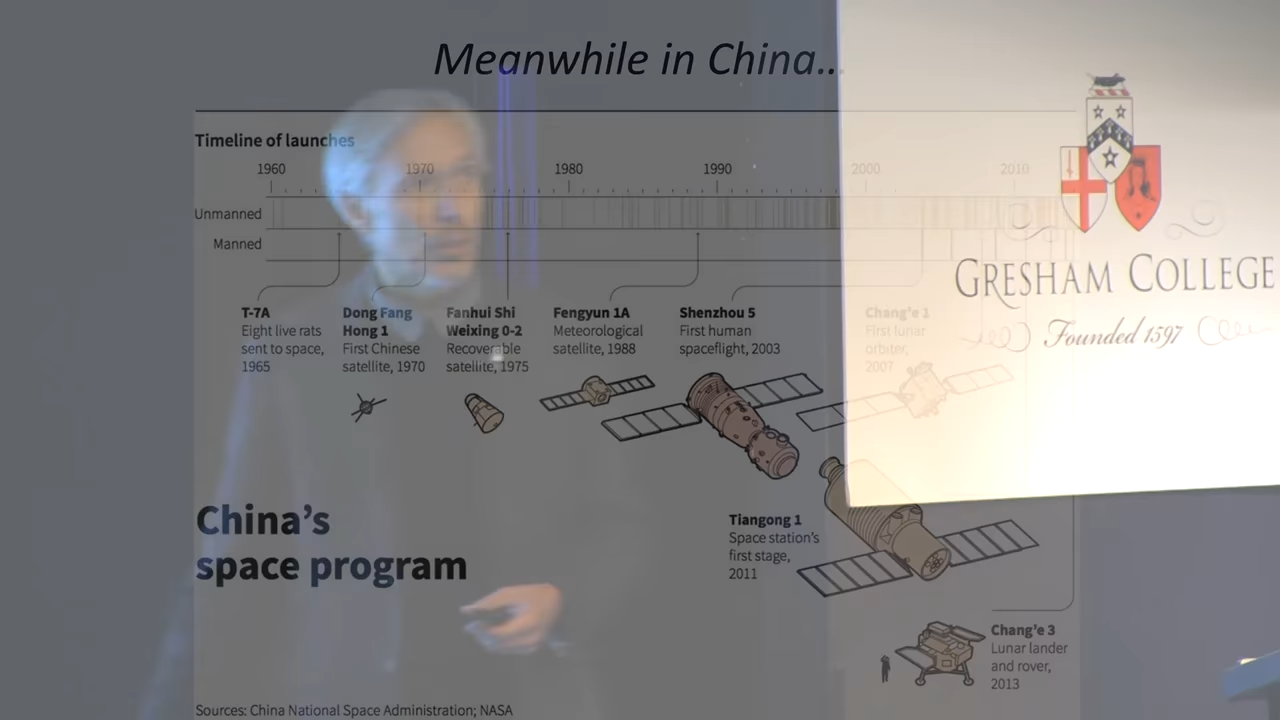 Meanwhile in China...
Timeline of launches
1960 1970 1980 1990 2000 2010
Unmanned
Manned
T-7A
Eight live rats
sent to space,
1965
Dong Fang
Hong 1
First Chinese
satellite, 1970
Fanhui Shi
Weixing 0-2
Recoverable
satellite, 1975
Fengyun 1A
Meteorological
satellite, 1988
Shenzhou 5
First human
spaceflight, 2003
Chang'e 1
First lunar
orbiter,
2007
GRESHAM COLLEGE
Founded 1597
Tiangong 1
Space station's
first stage,
2011
China's
space program
Chang'e 3
Lunar lander
and rover,
2013
Sources: China National Space Administration; NASA